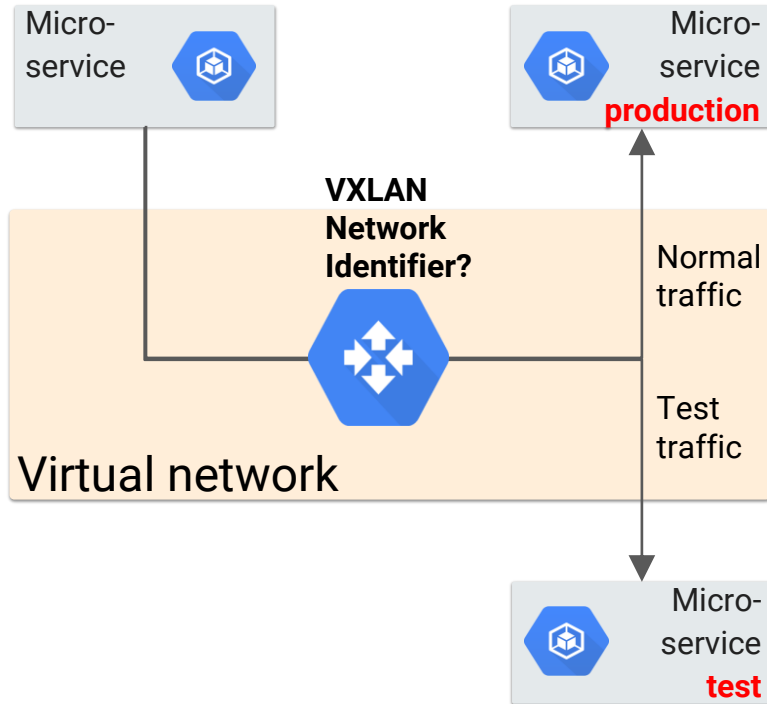 Micro-
service
Micro-
service
production
VXLAN
Network
Identifier?
Normal
traffic
Test
traffic
Virtual network
Micro-
service
test